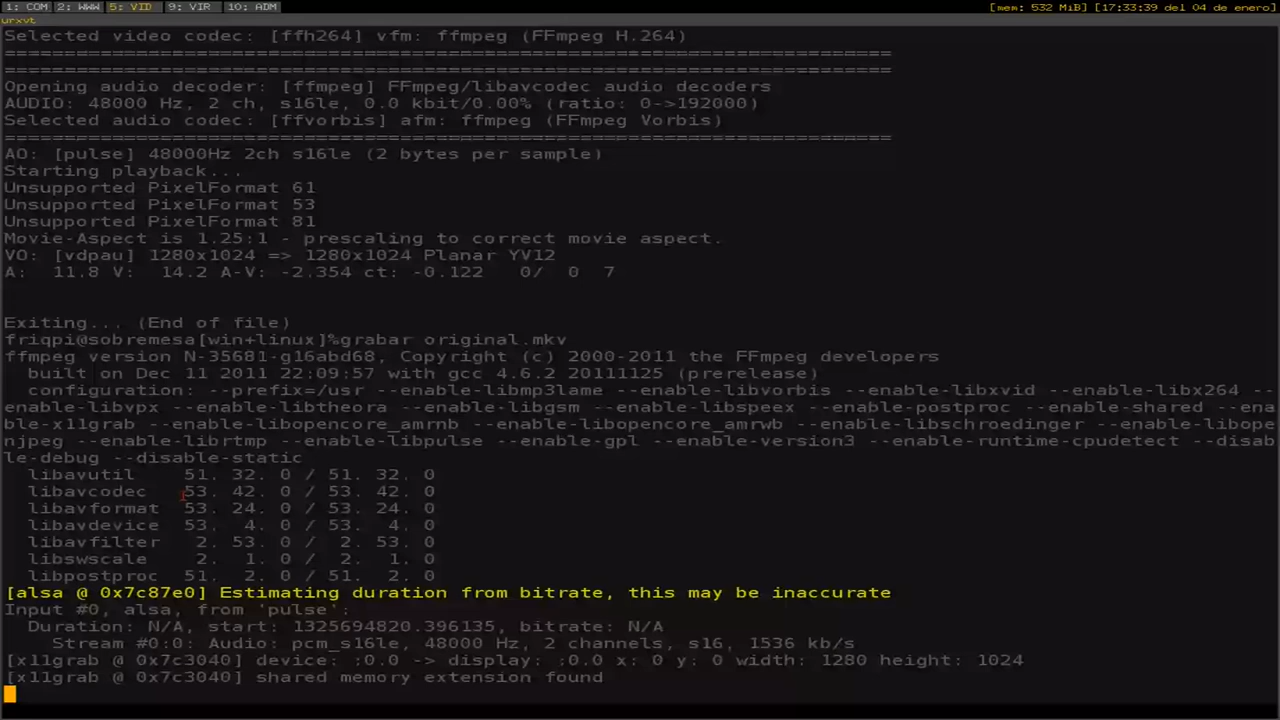 1: COM 2: WWW 5: VID 9: VIR 10: ADM [mem: 532 MiB] [17:33:39 del 04 de enero]
urxvt
Selected video codec: [ffh264] vfm: ffmpeg (FFmpeg H.264)
==========================================================================
==========================================================================
Opening audio decoder: [ffmpeg] FFmpeg/libavcodec audio decoders
AUDIO: 48000 Hz, 2 ch, s16le, 0.0 kbit/0.00% (ratio: 0->192000)
Selected audio codec: [ffvorbis] afm: ffmpeg (FFmpeg Vorbis)
==========================================================================
AO: [pulse] 48000Hz 2ch s16le (2 bytes per sample)
Starting playback...
Unsupported PixelFormat 61
Unsupported PixelFormat 53
Unsupported PixelFormat 81
Movie-Aspect is 1.25:1 - prescaling to correct movie aspect.
VO: [vdpau] 1280x1024 => 1280x1024 Planar YV12
A:  11.8 V:  14.2 A-V: -2.354 ct: -0.122   0/  0  7
Exiting... (End of file)
friqpi@sobremesa[win+linux]%grabar original.mkv
ffmpeg version N-35681-g16abd68, Copyright (c) 2000-2011 the FFmpeg developers
  built on Dec 11 2011 22:09:57 with gcc 4.6.2 20111125 (prerelease)
  configuration: --prefix=/usr --enable-libmp3lame --enable-libvorbis --enable-libxvid --enable-libx264 --
enable-libvpx --enable-libtheora --enable-libgsm --enable-libspeex --enable-postproc --enable-shared --ena
ble-x11grab --enable-libopencore_amrnb --enable-libopencore_amrwb --enable-libschroedinger --enable-libope
njpeg --enable-librtmp --enable-libpulse --enable-gpl --enable-version3 --enable-runtime-cpudetect --disab
le-debug --disable-static
  libavutil    51. 32. 0 / 51. 32. 0
  libavcodec   53. 42. 0 / 53. 42. 0
  libavformat  53. 24. 0 / 53. 24. 0
  libavdevice  53.  4. 0 / 53.  4. 0
  libavfilter   2. 53. 0 /  2. 53. 0
  libswscale    2.  1. 0 /  2.  1. 0
  libpostproc  51.  2. 0 / 51.  2. 0
[alsa @ 0x7c87e0] Estimating duration from bitrate, this may be inaccurate
Input #0, alsa, from 'pulse':
  Duration: N/A, start: 1325694820.396135, bitrate: N/A
    Stream #0:0: Audio: pcm_s16le, 48000 Hz, 2 channels, s16, 1536 kb/s
[x11grab @ 0x7c3040] device: :0.0 -> display: :0.0 x: 0 y: 0 width: 1280 height: 1024
[x11grab @ 0x7c3040] shared memory extension found